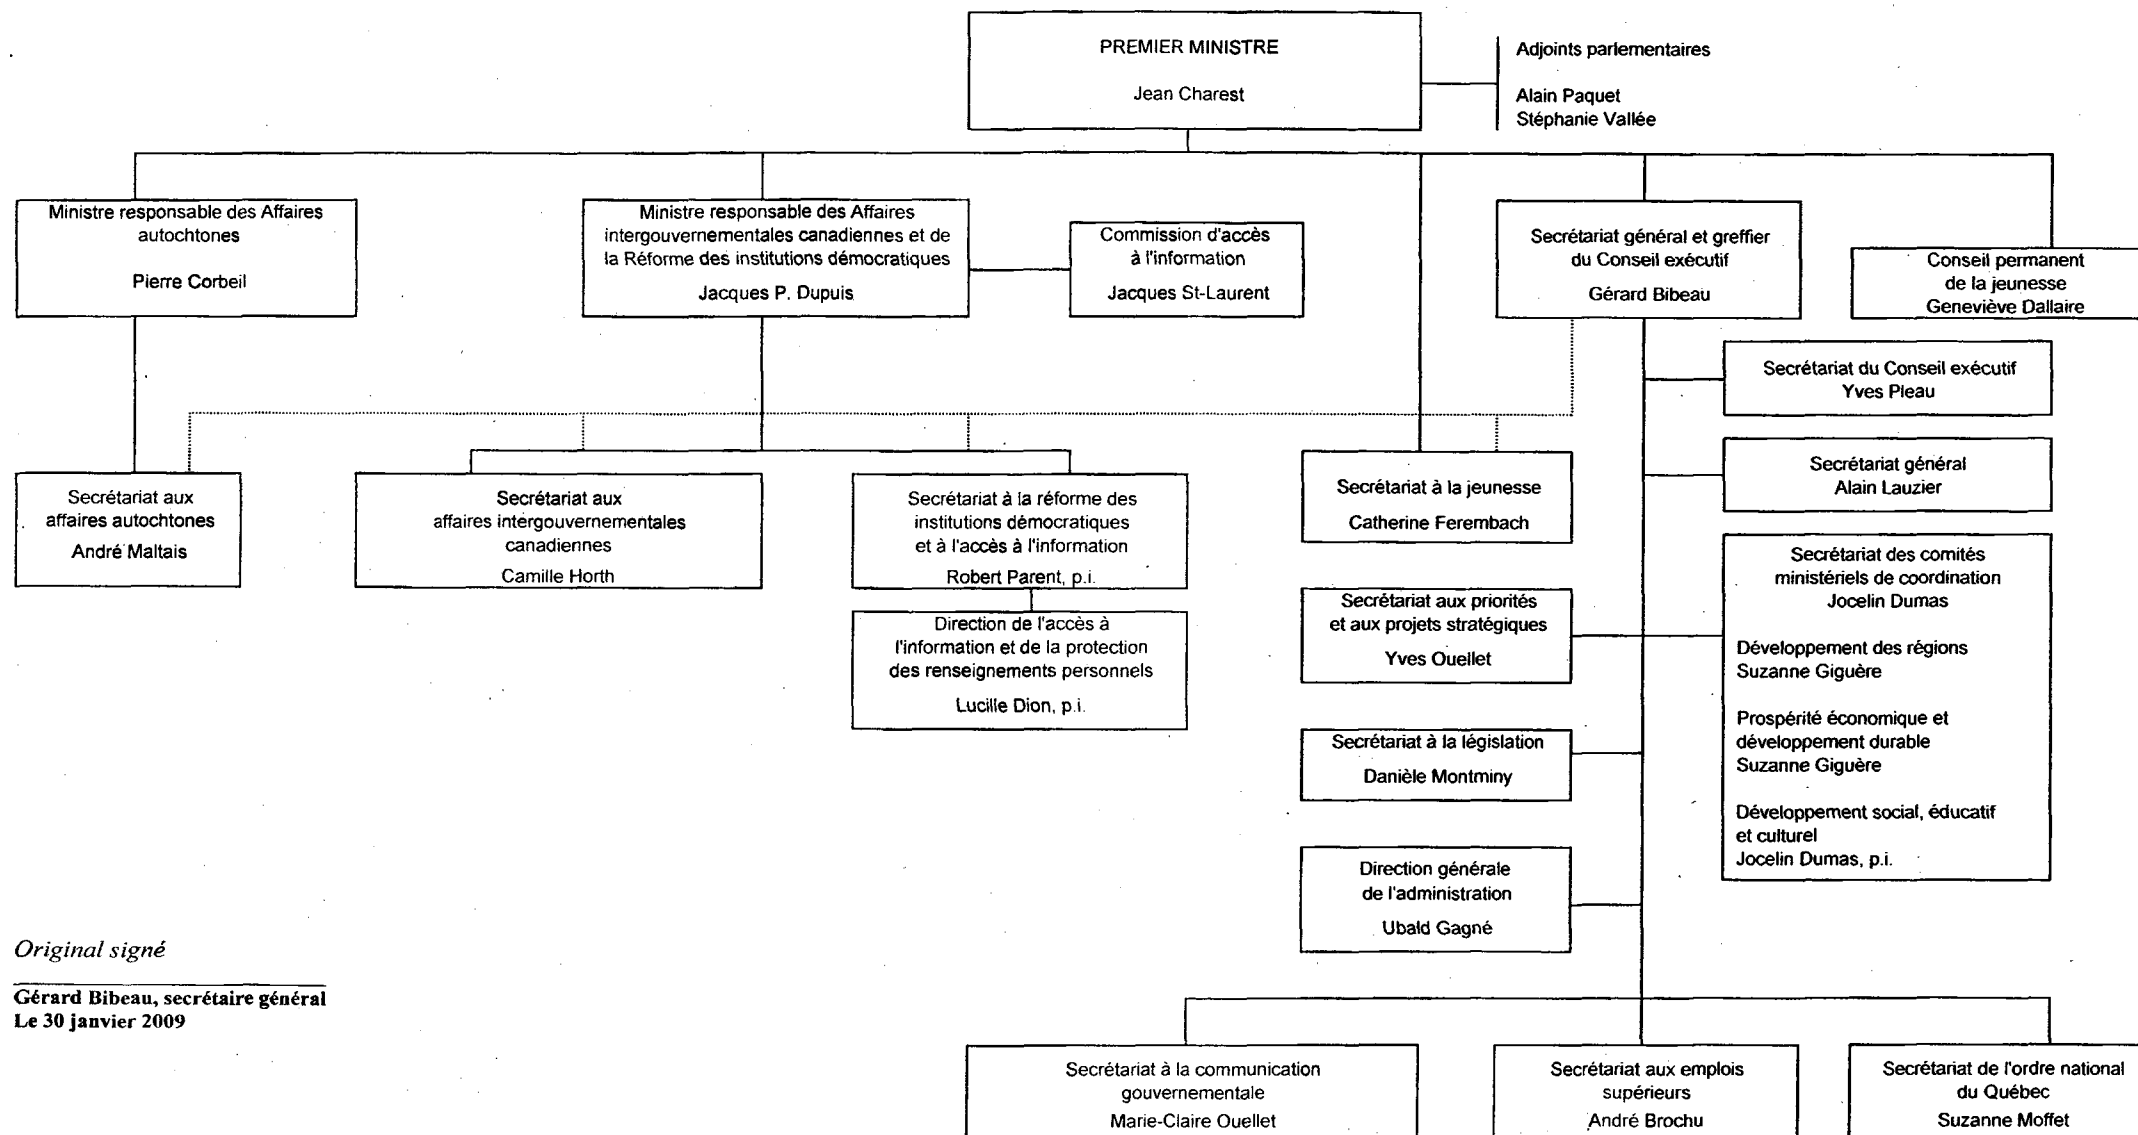 PREMIER MINISTRE
Jean Charest
Adjoints parlementaires
Alain Paquet
Stéphanie Vallée
Ministre responsable des Affaires
autochtones
Pierre Corbeil
Ministre responsable des Affaires
intergouvernementales canadiennes et de
la Réforme des institutions démocratiques
Jacques P. Dupuis
Commission d'accès
à l'information
Jacques St-Laurent
Secrétariat général et greffier
du Conseil exécutif
Gérard Bibeau
Conseil permanent
de la jeunesse
Geneviève Dallaire
Secrétariat du Conseil exécutif
Yves Pleau
Secrétariat général
Alain Lauzier
Secrétariat aux
affaires autochtones
André Maltais
Secrétariat aux
affaires intergouvernementales
canadiennes
Camille Horth
Secrétariat à la réforme des
institutions démocratiques
et à l'accès à l'information
Robert Parent, p.i.
Direction de l'accès à
l'information et de la protection
des renseignements personnels
Lucille Dion, p.i.
Secrétariat à la jeunesse
Catherine Ferembach
Secrétariat aux priorités
et aux projets stratégiques
Yves Ouellet
Secrétariat à la législation
Danièle Montminy
Direction générale
de l'administration
Ubald Gagné
Secrétariat des comités
ministériels de coordination
Jocelin Dumas
Développement des régions
Suzanne Giguère
Prospérité économique et
développement durable
Suzanne Giguère
Développement social, éducatif
et culturel
Jocelin Dumas, p.i.
Original signé
Gérard Bibeau, secrétaire général
Le 30 janvier 2009
Secrétariat à la communication
gouvernementale
Marie-Claire Ouellet
Secrétariat aux emplois
supérieurs
André Brochu
Secrétariat de l'ordre national
du Québec
Suzanne Moffet